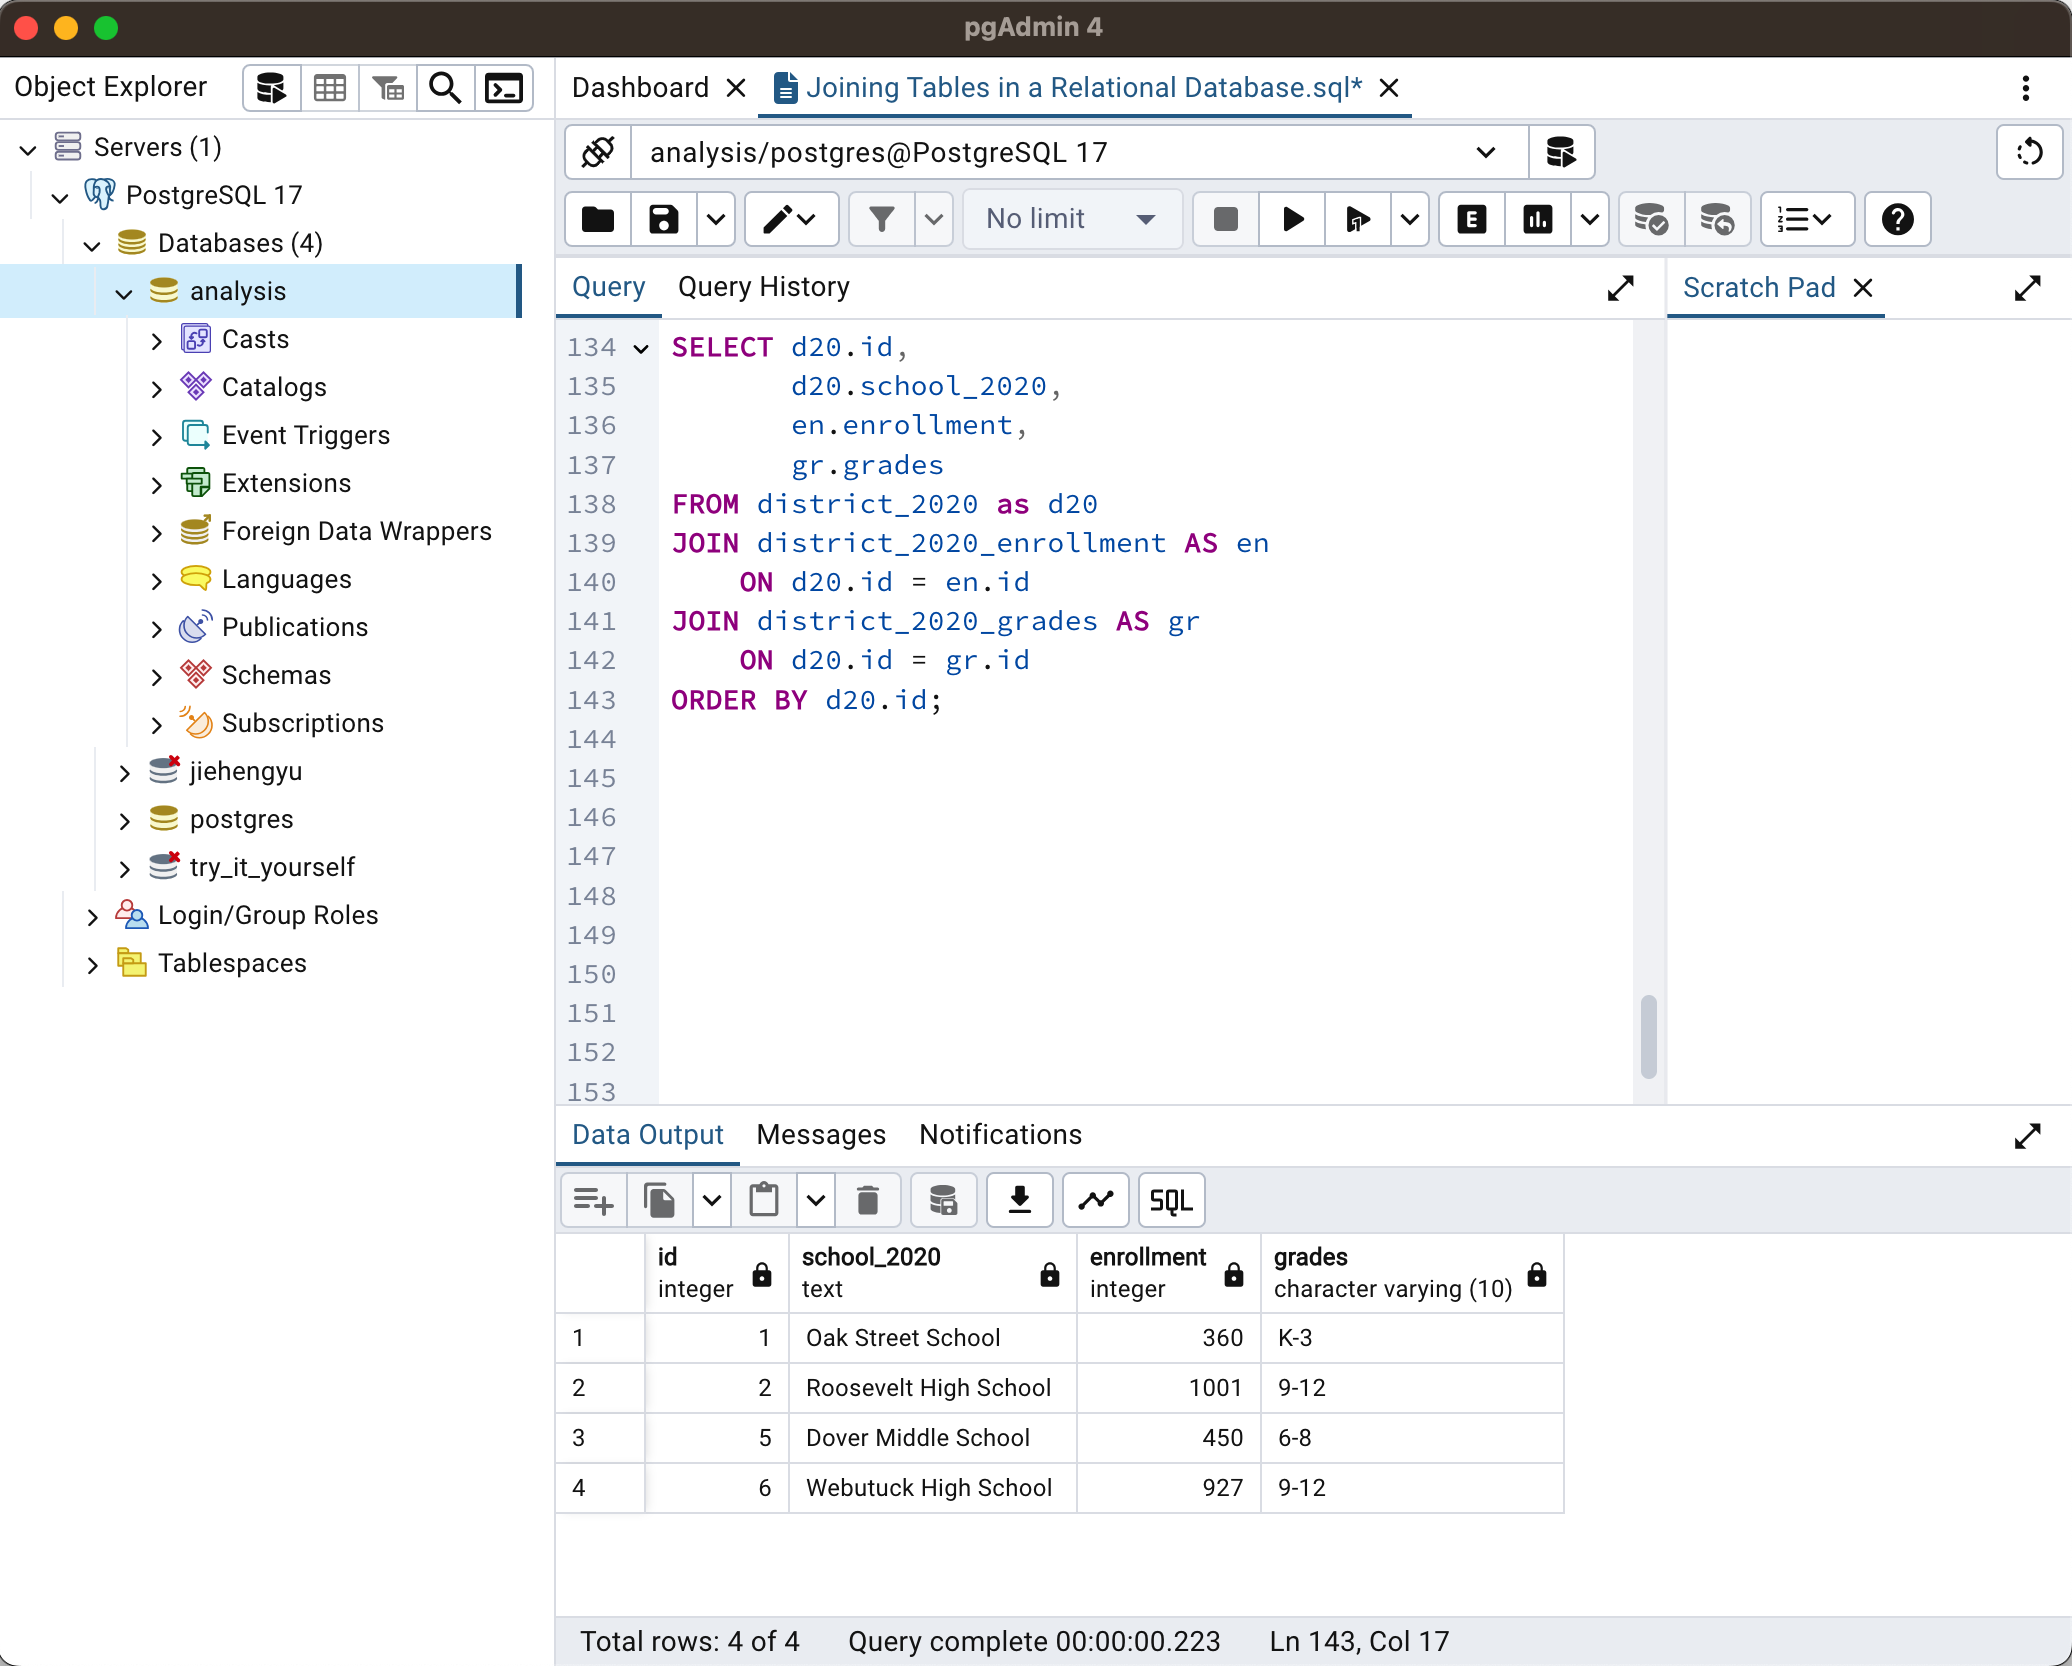 pgAdmin 4
Object Explorer
Servers (1)
PostgreSQL 17
Databases (4)
analysis
Casts
Catalogs
Event Triggers
Extensions
Foreign Data Wrappers
Languages
Publications
Schemas
Subscriptions
jiehengyu
postgres
try_it_yourself
Login/Group Roles
Tablespaces
Dashboard
Joining Tables in a Relational Database.sql*
analysis/postgres@PostgreSQL 17
No limit
E
Query Query History
Scratch Pad
134 SELECT d20.id,
135 d20.school_2020,
136 en.enrollment,
137 gr.grades
138 FROM district_2020 as d20
139 JOIN district_2020_enrollment AS en
140 ON d20.id = en.id
141 JOIN district_2020_grades AS gr
142 ON d20.id = gr.id
143 ORDER BY d20.id;
144
145
146
147
148
149
150
151
152
153
Data Output Messages Notifications
SQL
id school_2020 enrollment grades
integer text integer character varying (10)
1 1 Oak Street School 360 K-3
2 2 Roosevelt High School 1001 9-12
3 5 Dover Middle School 450 6-8
4 6 Webutuck High School 927 9-12
Total rows: 4 of 4 Query complete 00:00:00.223 Ln 143, Col 17